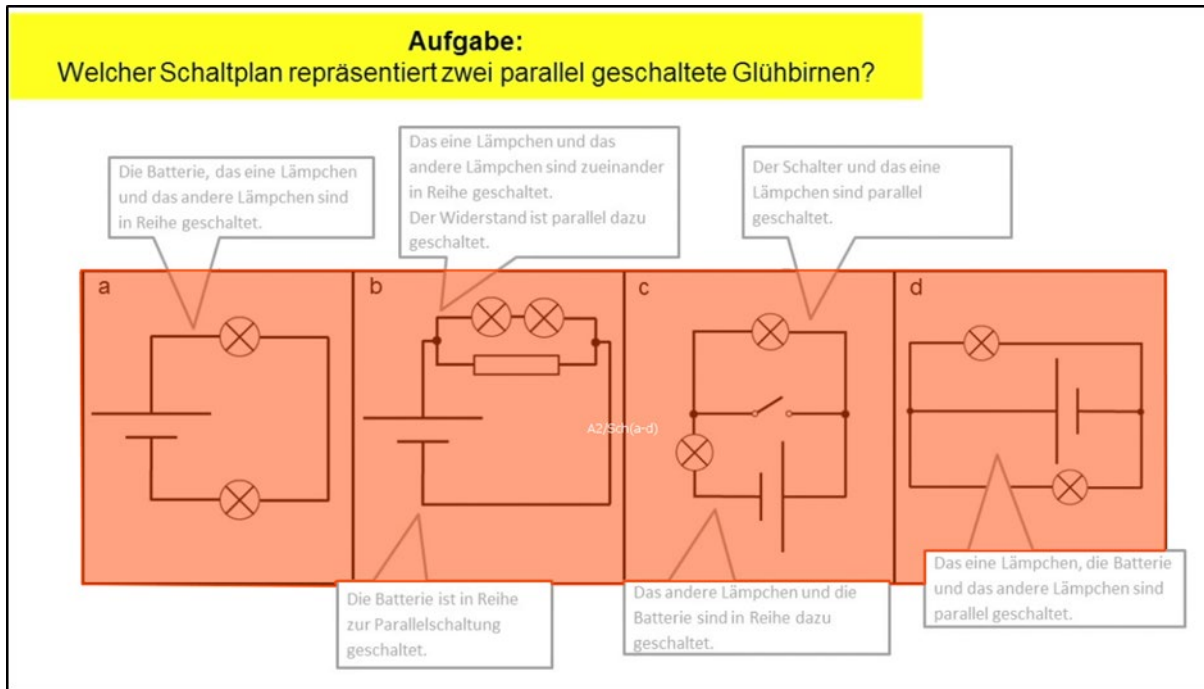 Aufgabe:
Welcher Schaltplan repräsentiert zwei parallel geschaltete Glühbirnen?
Die Batterie, das eine Lämpchen
und das andere Lämpchen sind
in Reihe geschaltet.
Das eine Lämpchen und das
andere Lämpchen sind zueinander
in Reihe geschaltet.
Der Widerstand ist parallel dazu
geschaltet.
Der Schalter und das eine
Lämpchen sind parallel
geschaltet.
a
b
c
d
A2/Sch(a-d)
Die Batterie ist in Reihe
zur Parallelschaltung
geschaltet.
Das andere Lämpchen und die
Batterie sind in Reihe dazu
geschaltet.
Das eine Lämpchen, die Batterie
und das andere Lämpchen sind
parallel geschaltet.